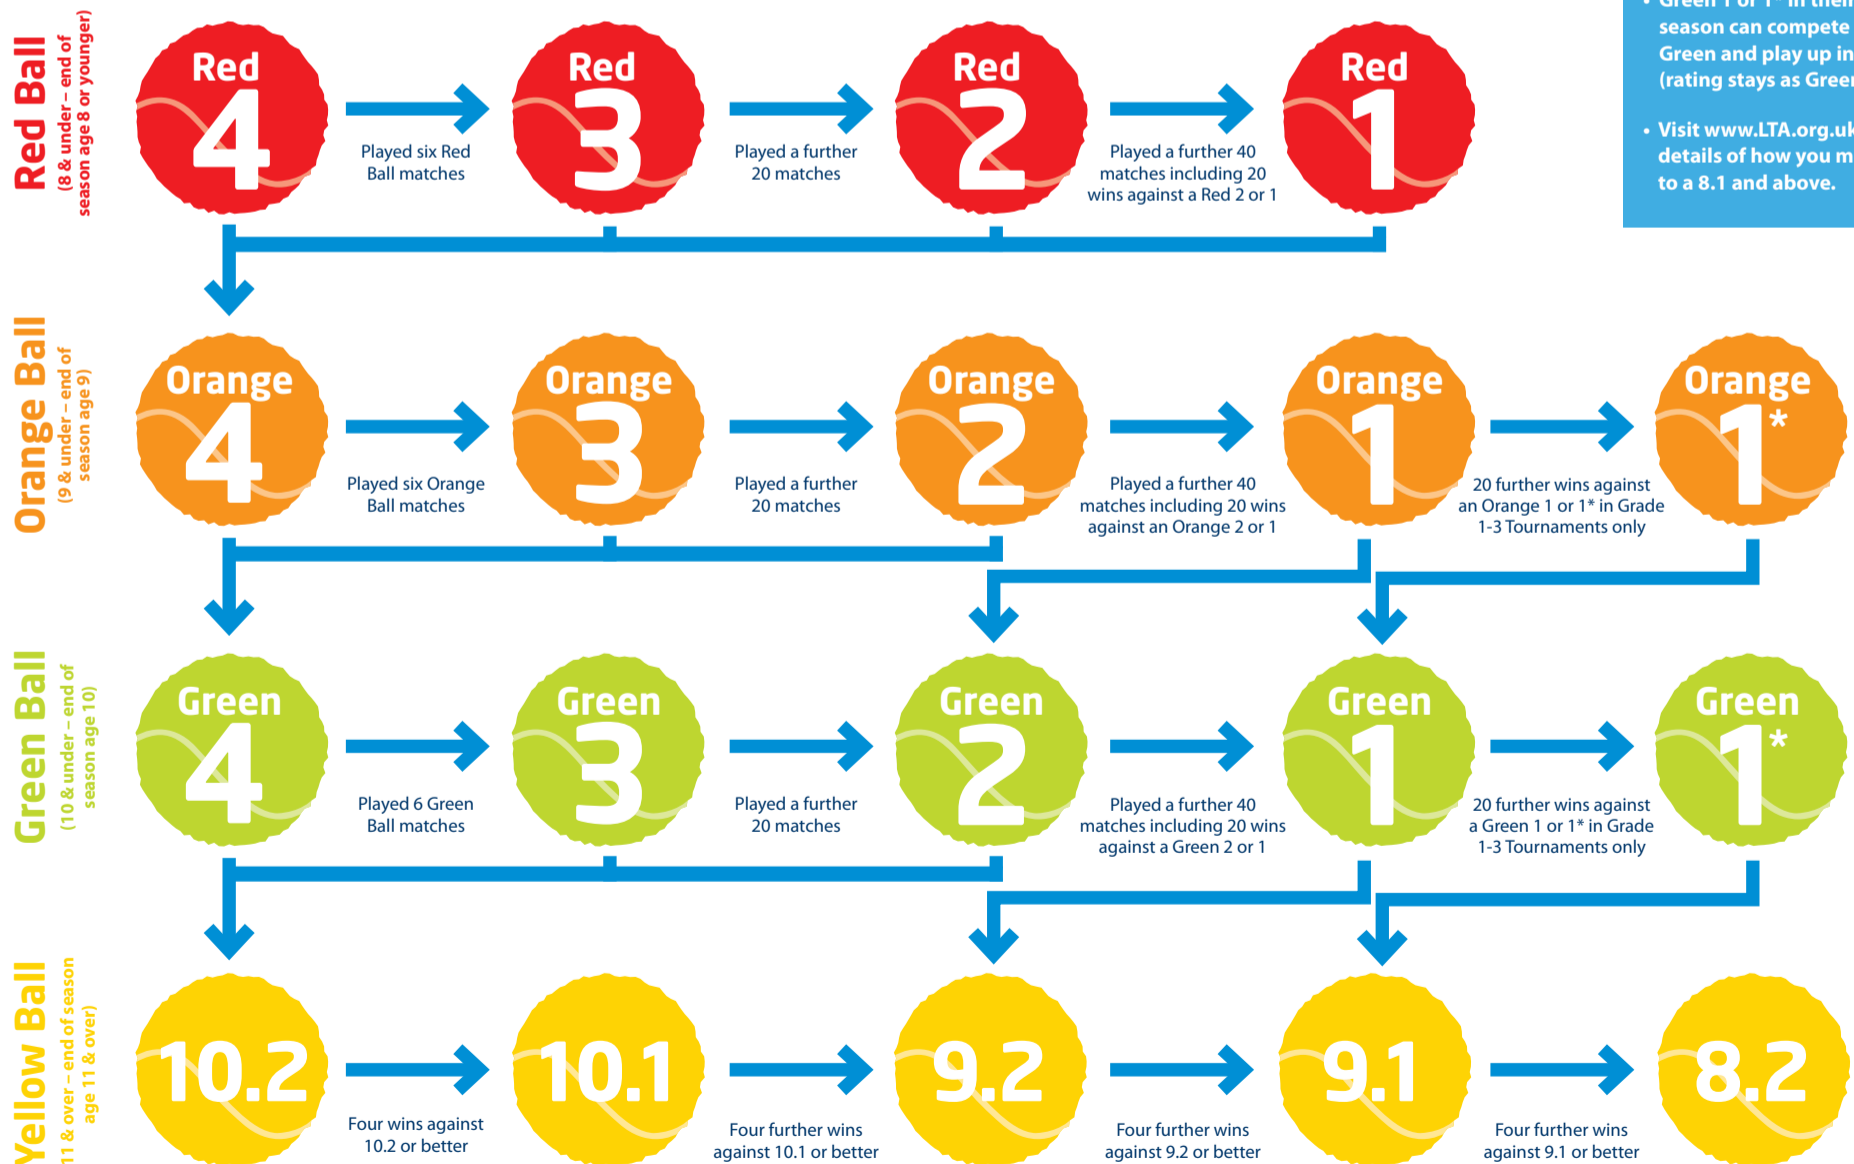 Red Ball
(8 & under – end of
season age 8 or younger)
Red
4
Played six Red
Ball matches
Red
3
Played a further
20 matches
Red
2
Played a further 40
matches including 20
wins against a Red 2 or 1
Red
1
• Green 1 or 1* in their
season can compete
Green and play up in
(rating stays as Green
• Visit www.LTA.org.uk
details of how you m
to a 8.1 and above.
Orange Ball
(9 & under – end of
season age 9)
Orange
4
Played six Orange
Ball matches
Orange
3
Played a further
20 matches
Orange
2
Played a further 40
matches including 20 wins
against an Orange 2 or 1
Orange
1
20 further wins against
an Orange 1 or 1* in Grade
1-3 Tournaments only
Orange
1*
Green Ball
(10 & under – end of
season age 10)
Green
4
Played 6 Green
Ball matches
Green
3
Played a further
20 matches
Green
2
Played a further 40
matches including 20 wins
against a Green 2 or 1
Green
1
20 further wins against
a Green 1 or 1* in Grade
1-3 Tournaments only
Green
1*
Yellow Ball
11 & over – end of season
age 11 & over)
10.2
Four wins against
10.2 or better
10.1
Four further wins
against 10.1 or better
9.2
Four further wins
against 9.2 or better
9.1
Four further wins
against 9.1 or better
8.2